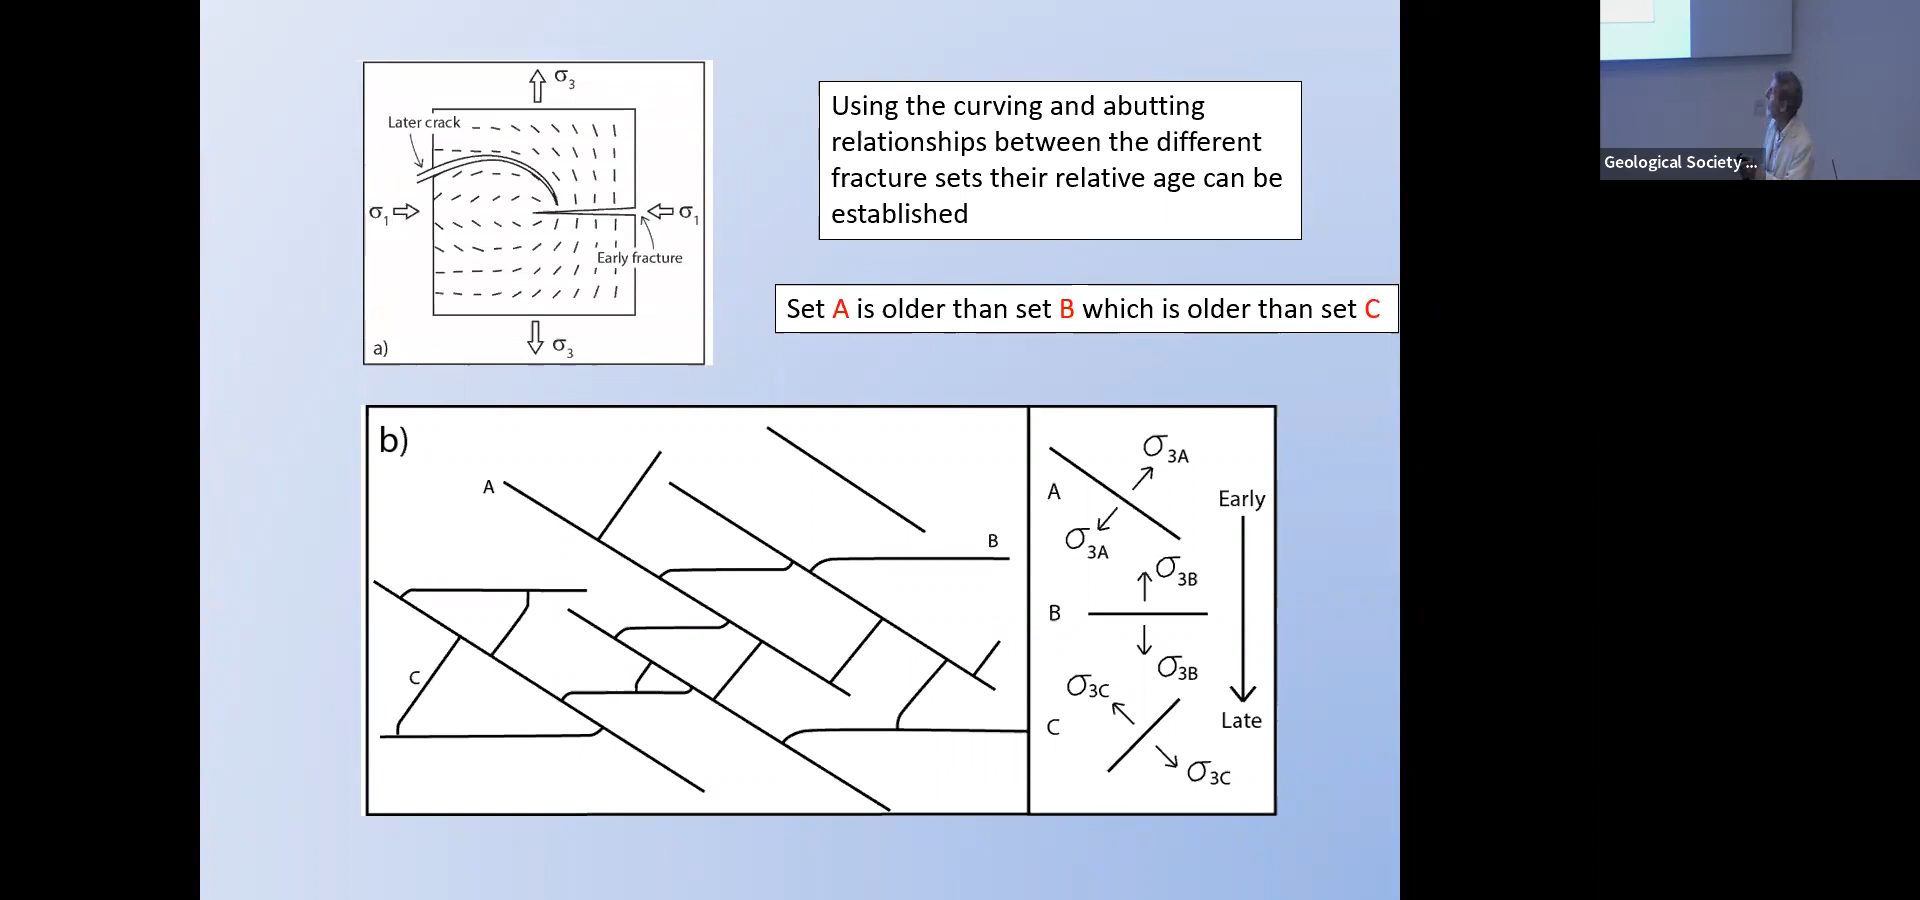 σ3
Later crack
σ1
σ1
Early fracture
σ3
a)
Using the curving and abutting
relationships between the different
fracture sets their relative age can be
established
Set A is older than set B which is older than set C
Geological Society ...
b)
A
B
C
σ3A
A
Early
σ3A
σ3B
B
σ3B
σ3C
C
Late
σ3C